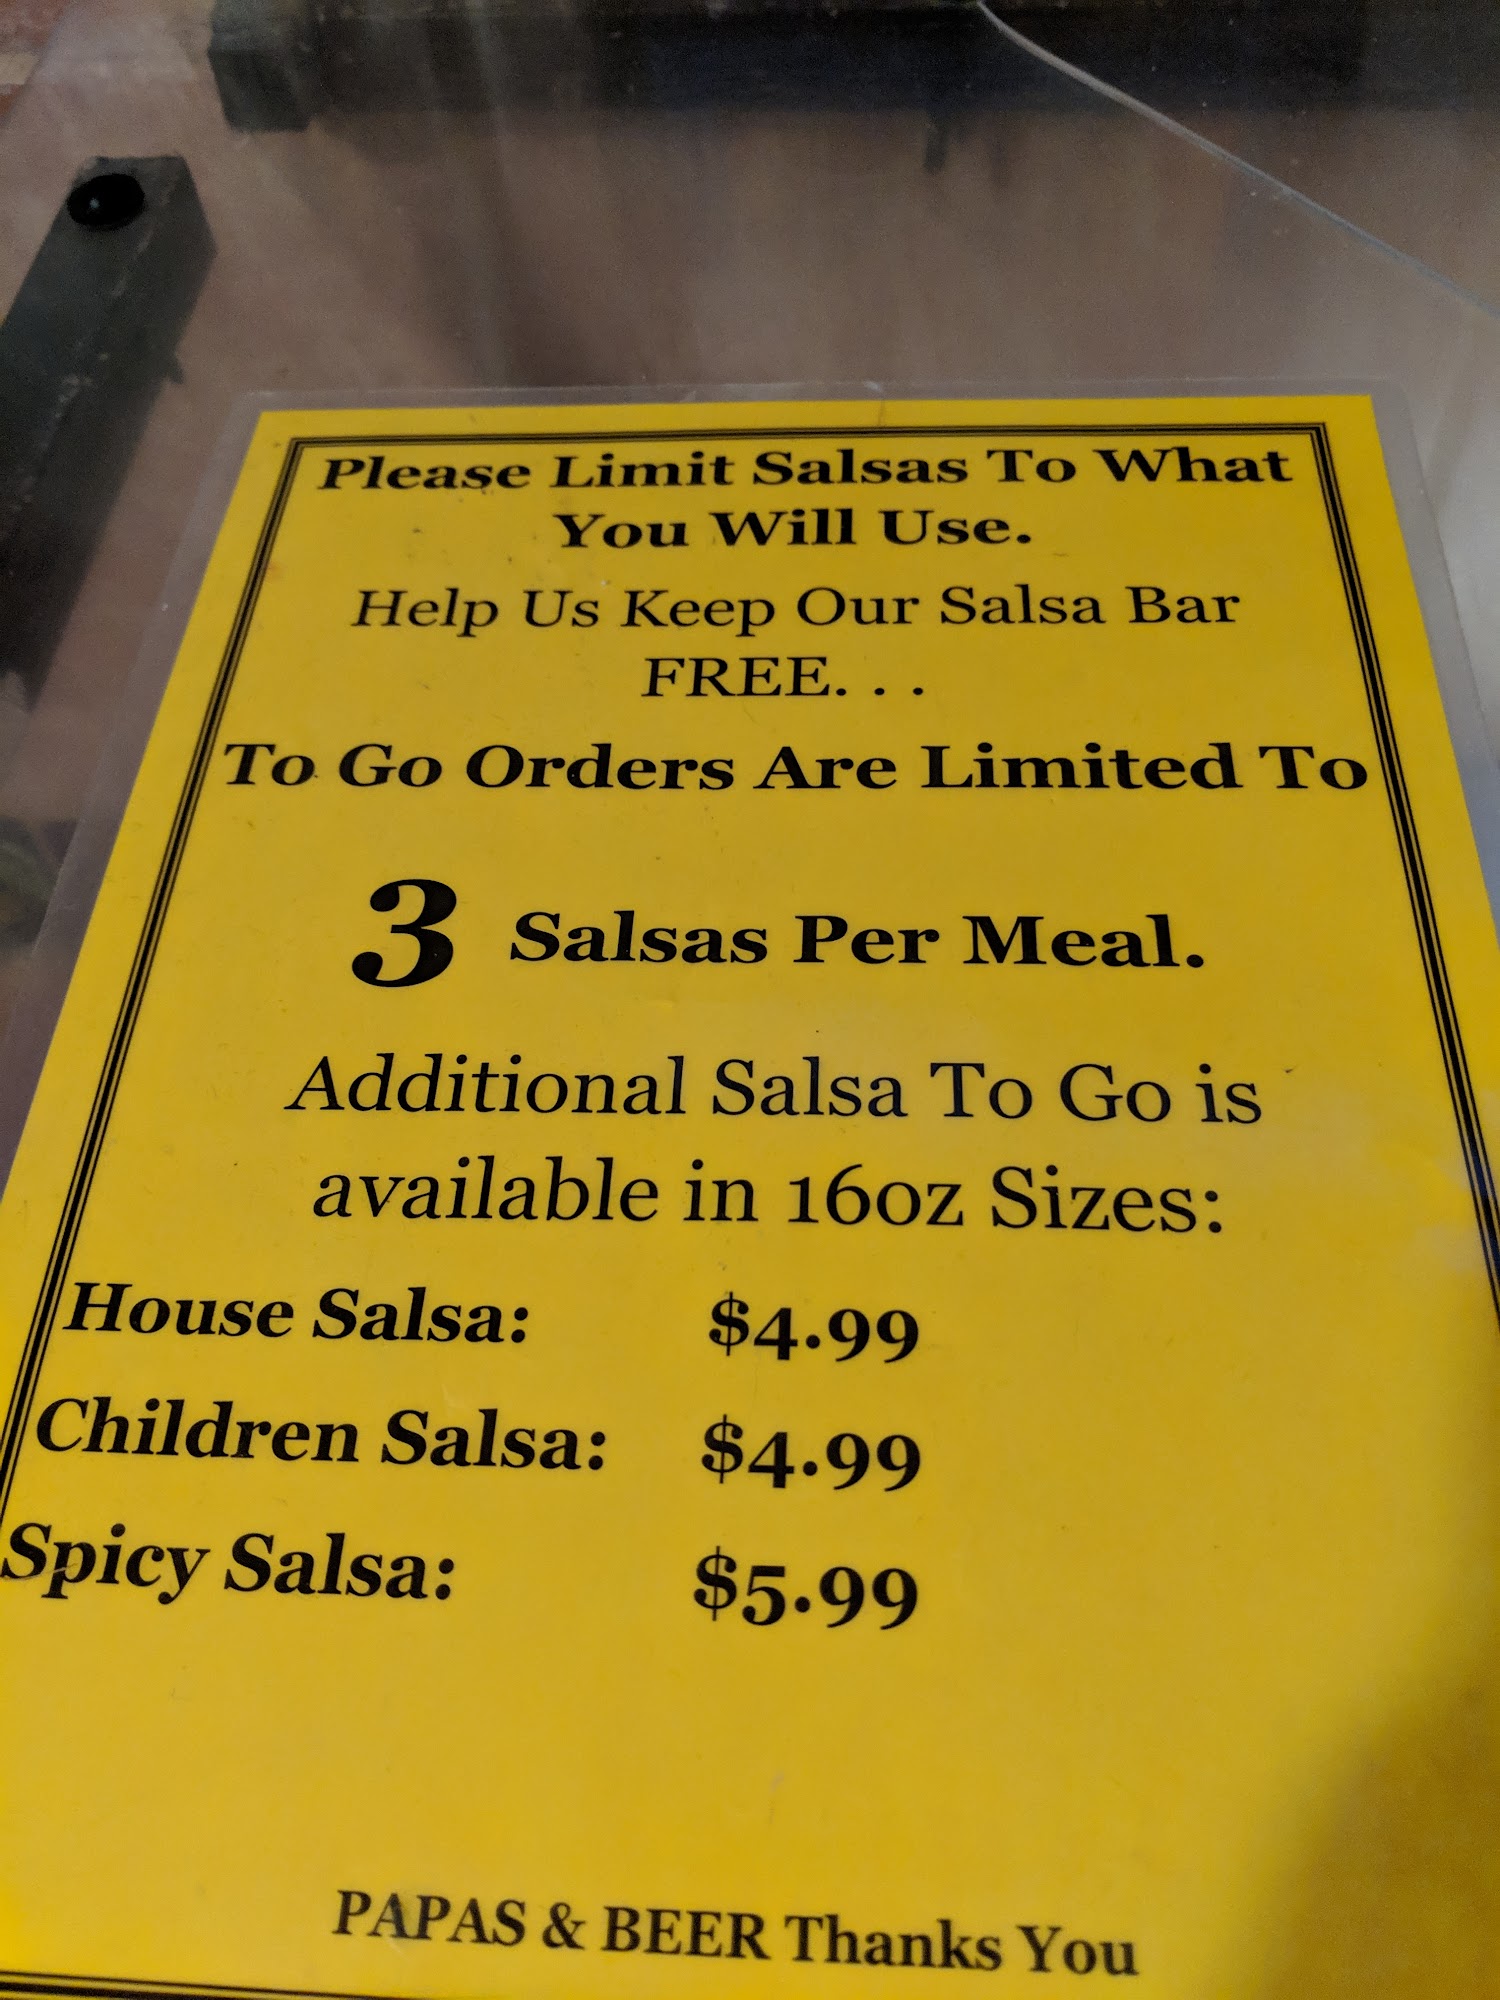 Please Limit Salsas To What
You Will Use.
Help Us Keep Our Salsa Bar
FREE. . .
To Go Orders Are Limited To
3 Salsas Per Meal.
Additional Salsa To Go is
available in 16oz Sizes:
House Salsa: $4.99
Children Salsa: $4.99
Spicy Salsa: $5.99
PAPAS & BEER Thanks You